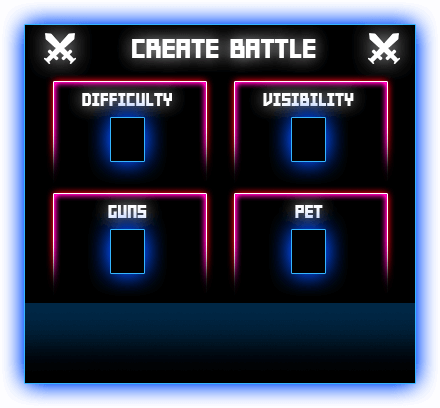 CREATE BATTLE
DIFFICULTY
VISIBILITY
GUNS
PET